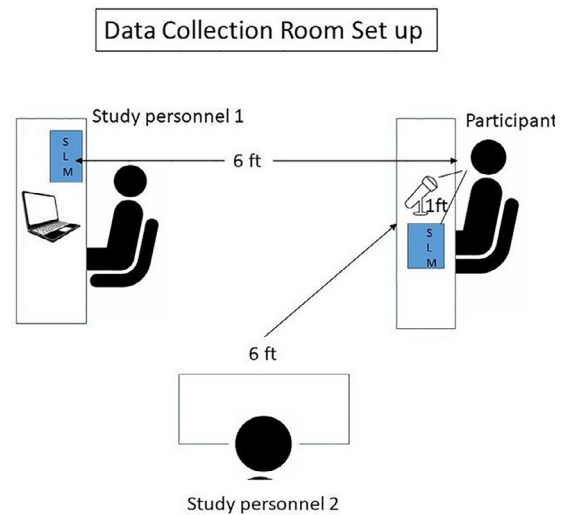 Data Collection Room Set up
Study personnel 1
Participant
S
L
M
6 ft
1ft
S
L
M
6 ft
Study personnel 2